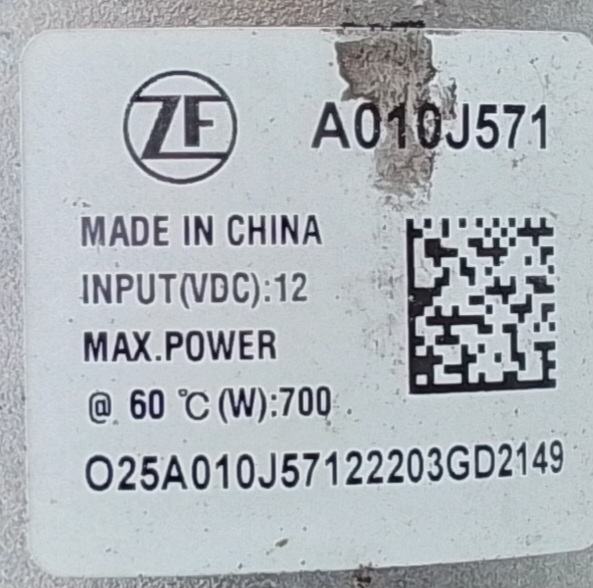 ZF
A010J571
MADE IN CHINA
INPUT(VDC):12
MAX.POWER
@ 60 ℃ (W):700
O25A010J57122203GD2149